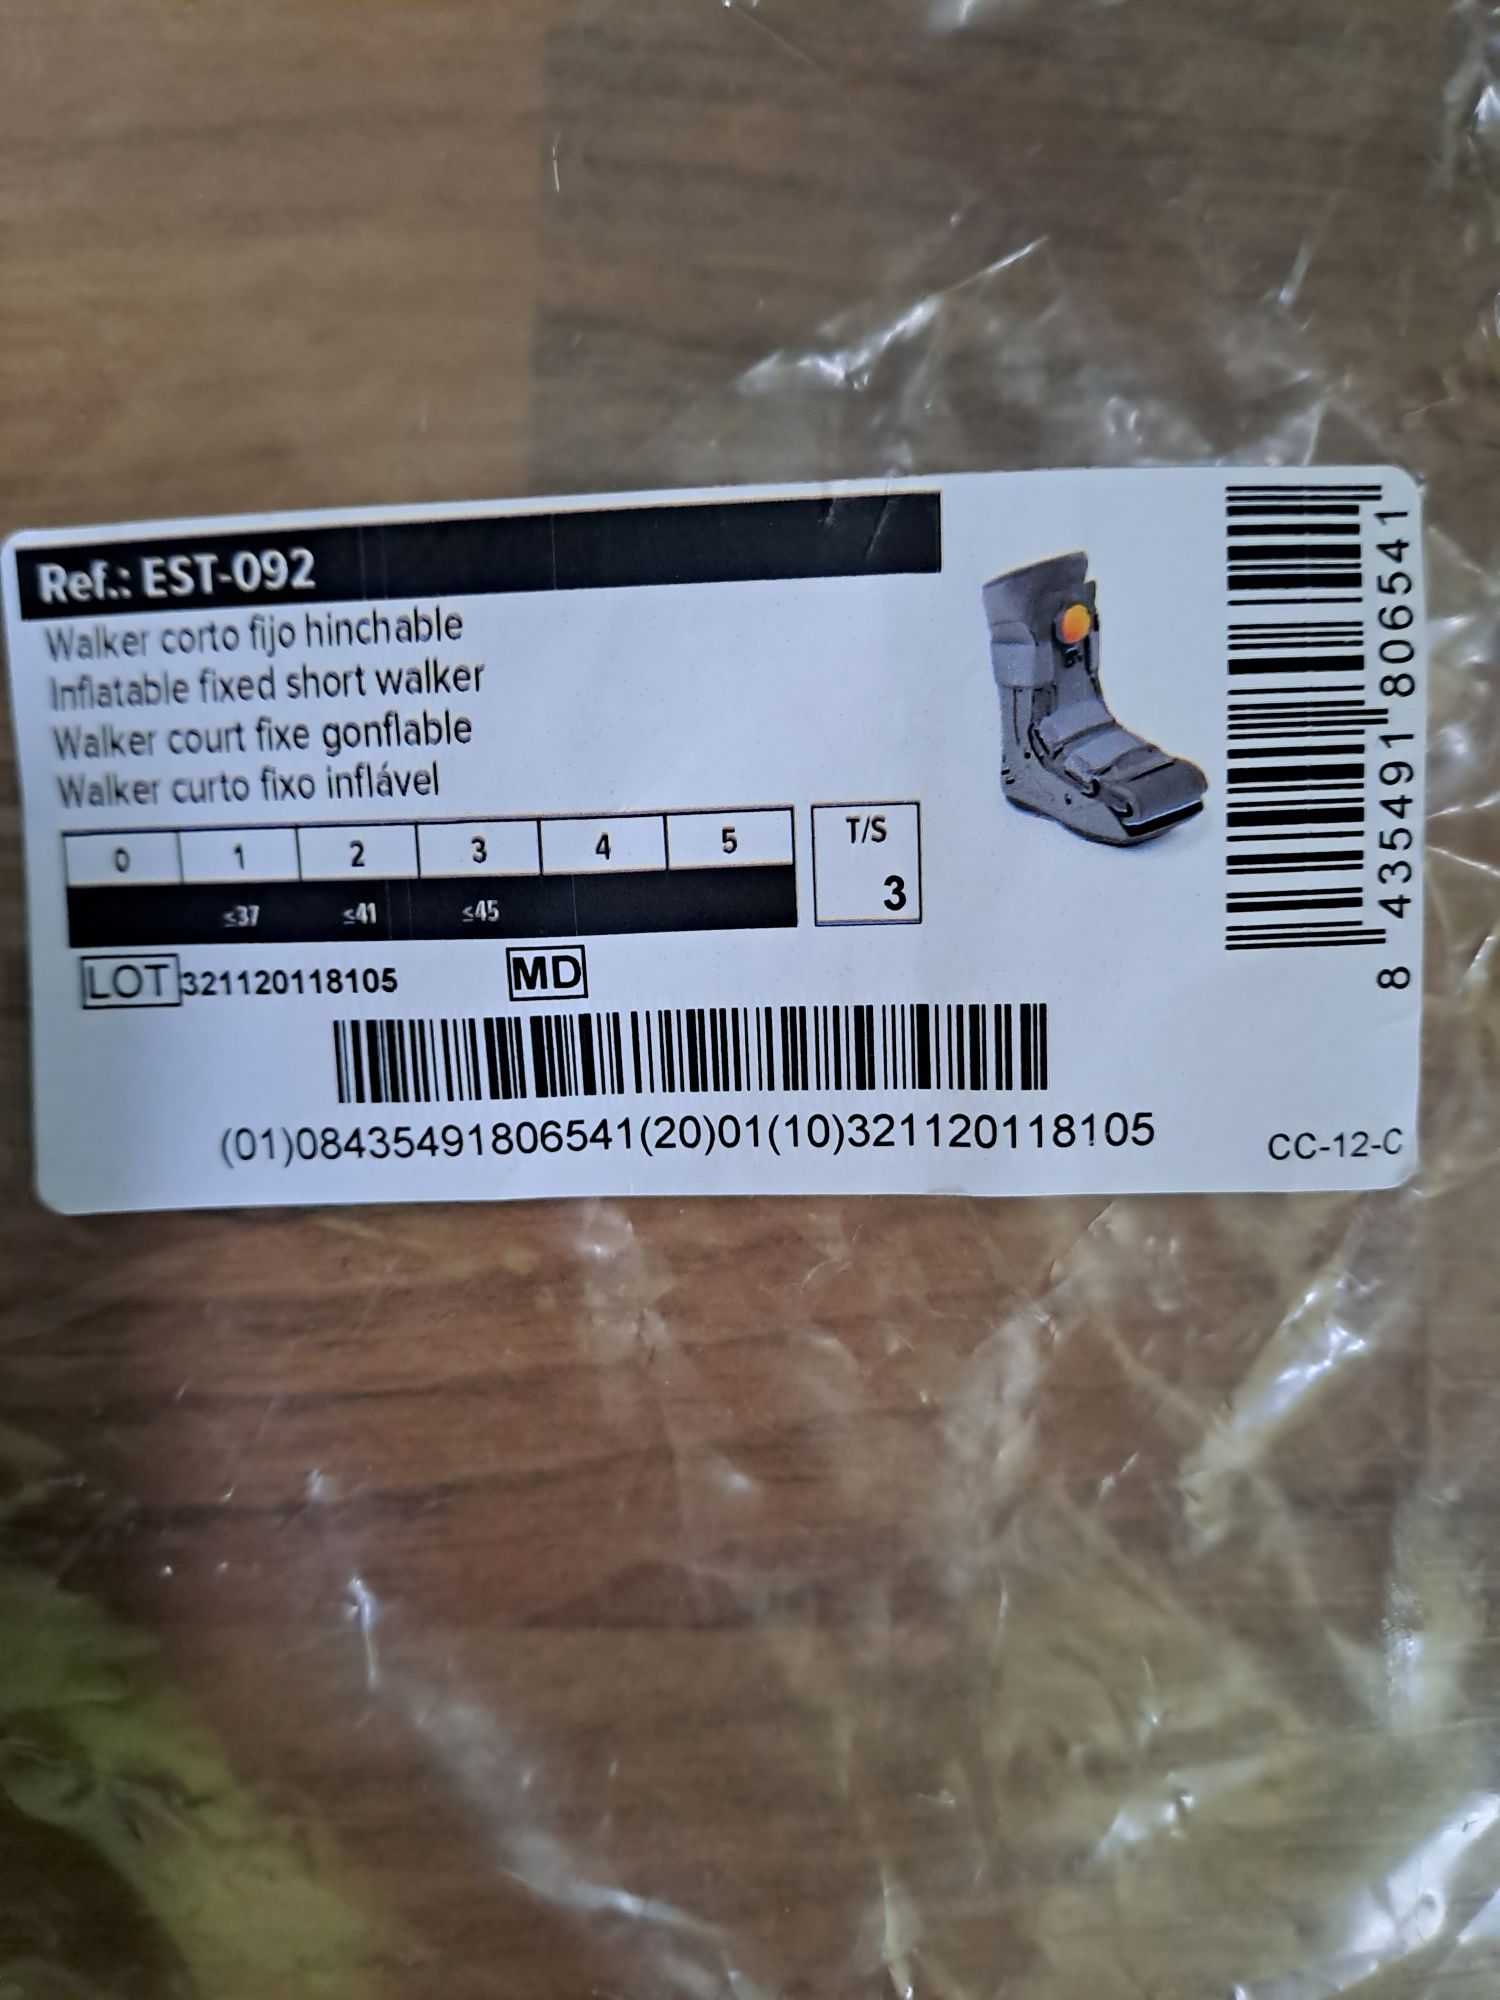 Ref.: EST-092
Walker corto fijo hinchable
Inflatable fixed short walker
Walker court fixe gonflable
Walker curto fixo inflável
0 1 2 3 4 5
≤37 ≤41 ≤45
T/S
3
LOT 321120118105
MD
(01)08435491806541(20)01(10)321120118105
CC-12-C
8 435491 806541